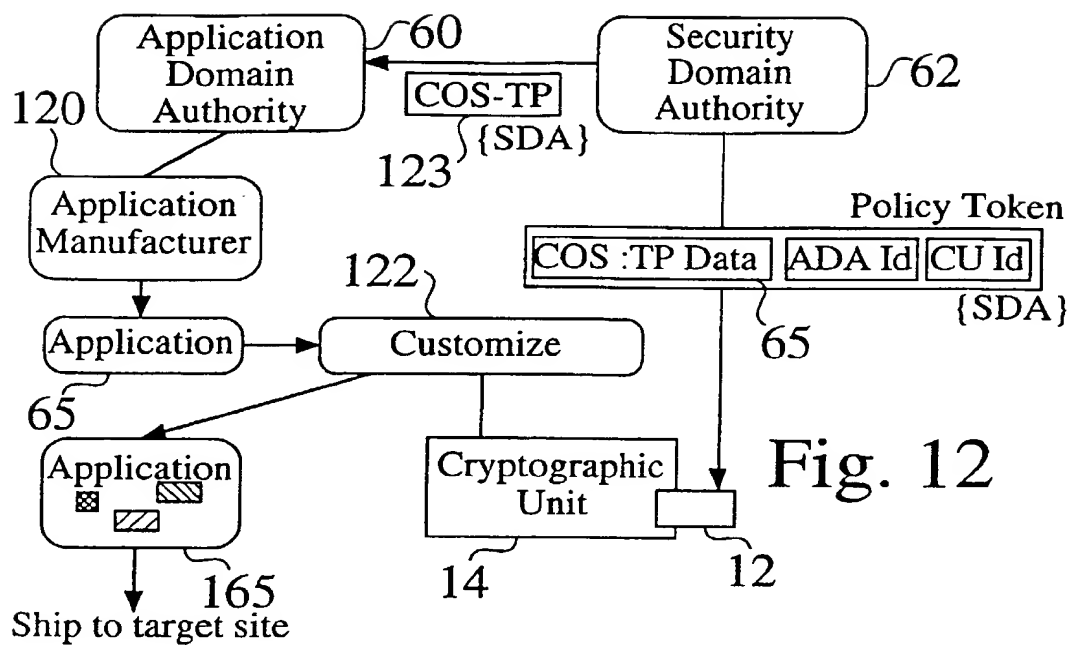 Application
Domain
Authority
60
Security
Domain
Authority
62
COS-TP
{SDA}
123
120
Application
Manufacturer
Policy Token
COS :TP Data
ADA Id
CU Id
{SDA}
65
122
Application
Customize
65
Application
Cryptographic
Unit
Fig. 12
165
14
12
Ship to target site